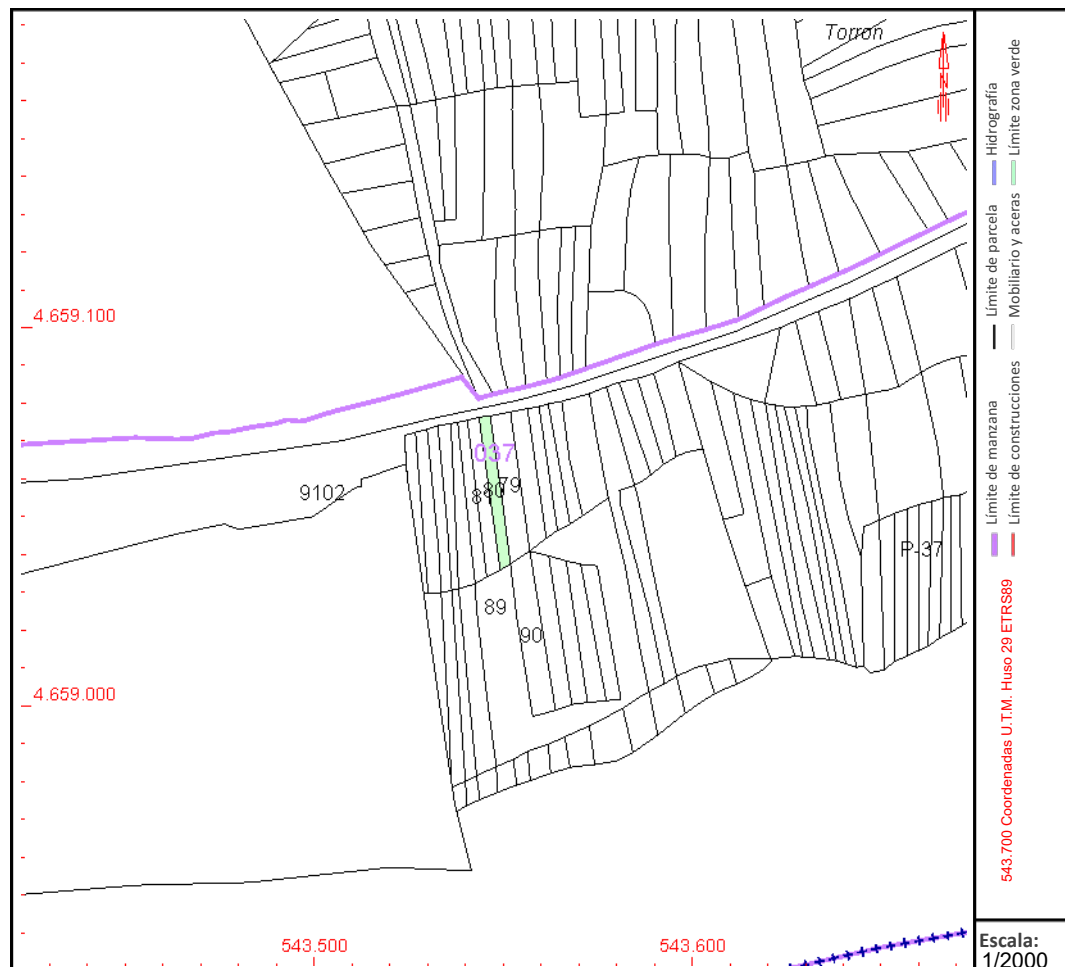 Torron
4.659.100
037
9102
80
79
P-37
89
90
4.659.000
543.500
543.600
Límite de manzana
Límite de construcciones
Límite de parcela
Mobiliario y aceras
Hidrografía
Límite zona verde
543.700 Coordenadas U.T.M. Huso 29 ETRS89
N
Escala:
1/2000